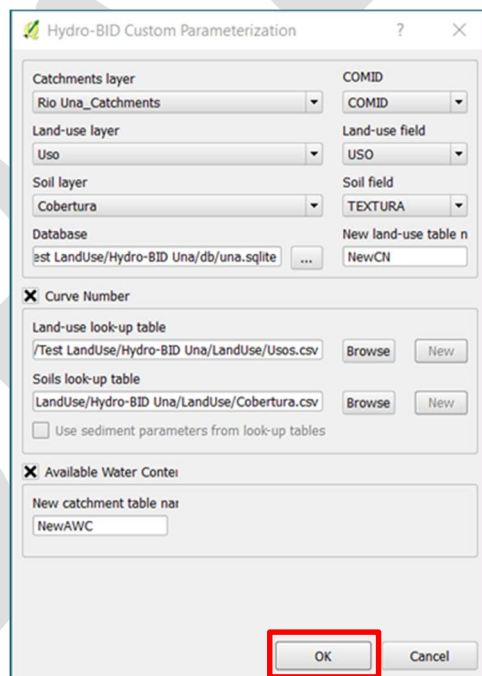 Hydro-BID Custom Parameterization ? ×
Catchments layer COMID
Rio Una_Catchments COMID
Land-use layer Land-use field
Uso USO
Soil layer Soil field
Cobertura TEXTURA
Database New land-use table n
est LandUse/Hydro-BID Una/db/una.sqlite ... NewCN
Curve Number
Land-use look-up table
/Test LandUse/Hydro-BID Una/LandUse/Usos.csv Browse New
Soils look-up table
LandUse/Hydro-BID Una/LandUse/Cobertura.csv Browse New
Use sediment parameters from look-up tables
Available Water Conte
New catchment table nar
NewAWC
OK Cancel